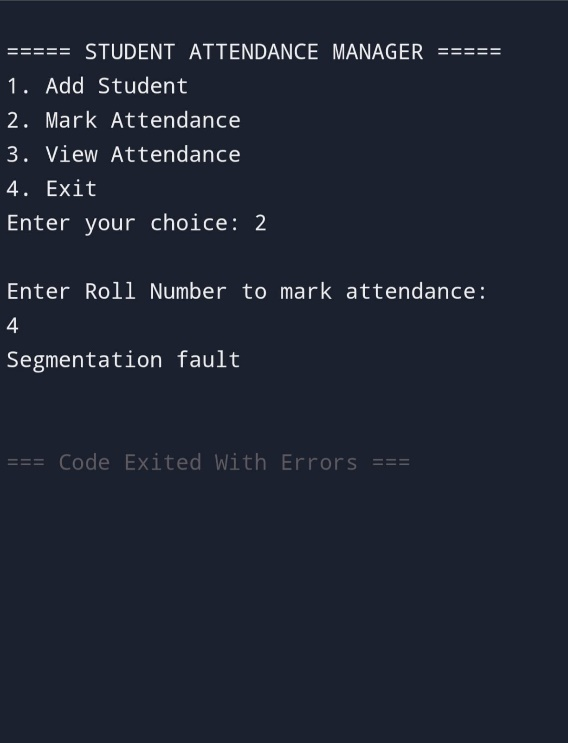 ===== STUDENT ATTENDANCE MANAGER =====
1. Add Student
2. Mark Attendance
3. View Attendance
4. Exit
Enter your choice: 2
Enter Roll Number to mark attendance:
4
Segmentation fault
=== Code Exited With Errors ===